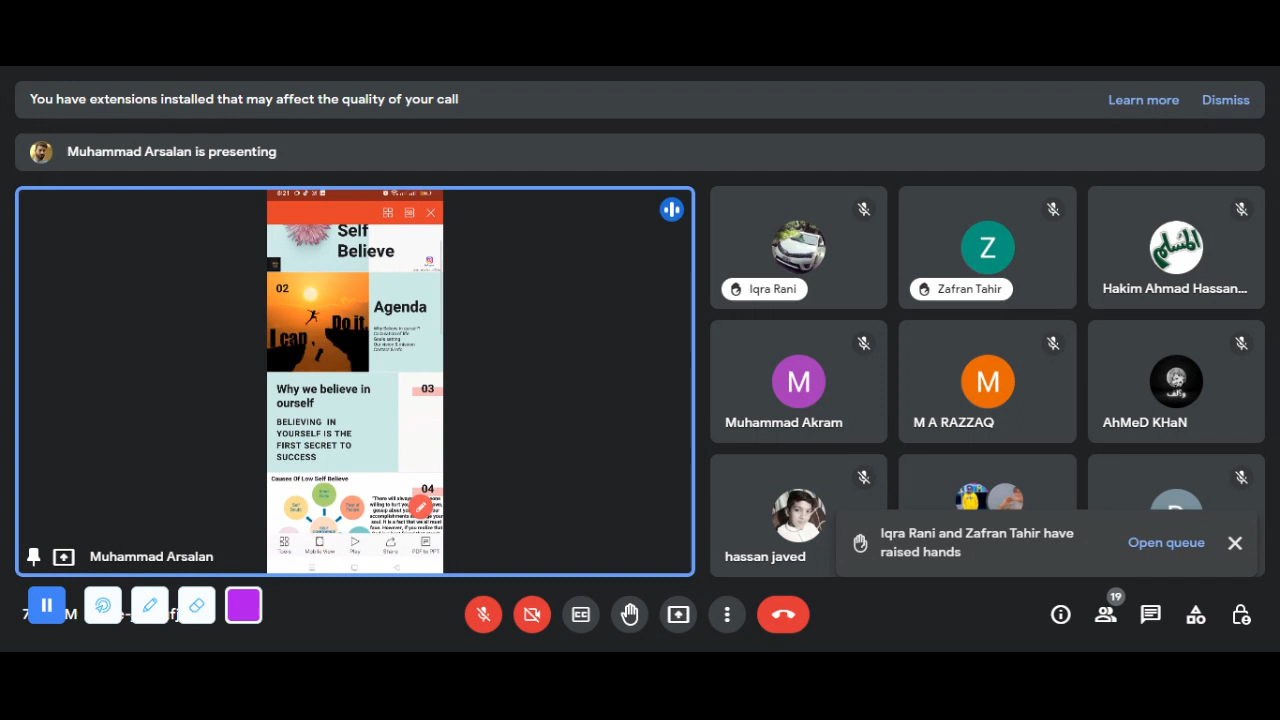 You have extensions installed that may affect the quality of your call
Learn more
Dismiss
Muhammad Arsalan is presenting
Self
Believe
02
I can
Do it
Agenda
Why we believe in
ourself
03
BELIEVING IN
YOURSELF IS THE
FIRST SECRET TO
SUCCESS
Causes Of Low Self Believe
04
Tools
Mobile View
Play
Share
PDF to PPT
Muhammad Arsalan
Iqra Rani
Zafran Tahir
المسلم
Hakim Ahmad Hassan...
M
Muhammad Akram
M
M A RAZZAQ
AhMeD KHaN
hassan javed
Z
Iqra Rani and Zafran Tahir have
raised hands
Open queue
19